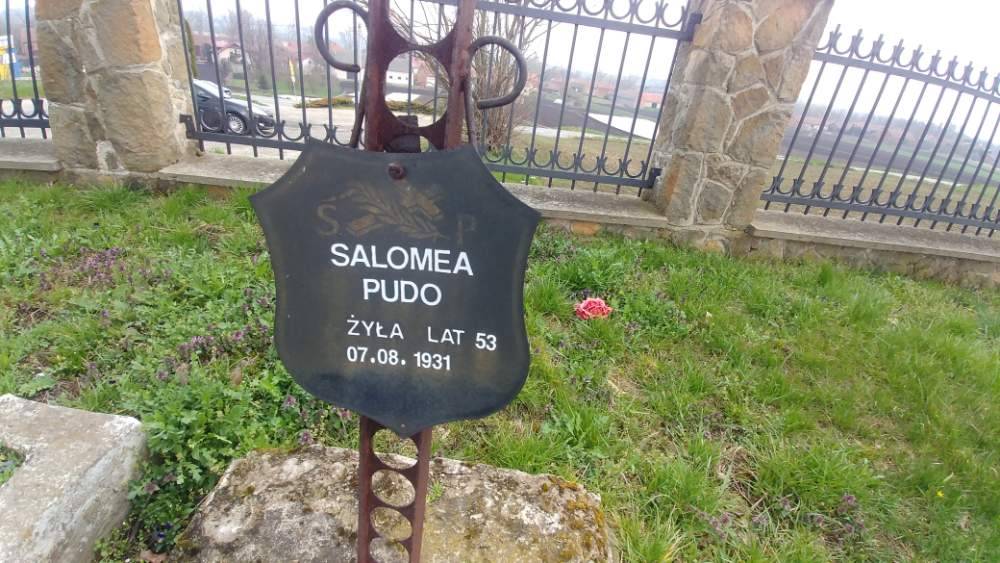 Ś P
SALOMEA
PUDO
ŻYŁA LAT 53
07.08. 1931